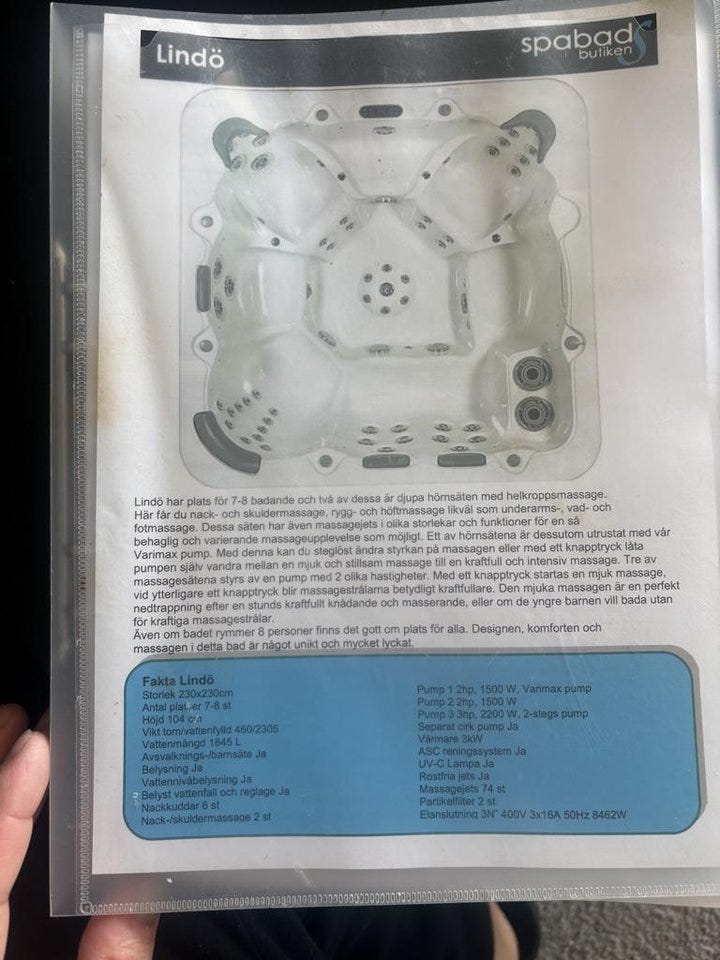 Lindö
spabad
butiken
Lindö har plats för 7-8 badande och två av dessa är djupa hörnsäten med helkroppsmassage.
Här får du nack- och skuldermassage, rygg- och höftmassage likväl som underarms-, vad- och
fotmassage. Dessa säten har även massagejets i olika storlekar och funktioner för en så
behaglig och varierande massageupplevelse som möjligt. Ett av hörnsätena är dessutom utrustat med vår
Varimax pump. Med denna kan du steglöst ändra styrkan på massagen eller med ett knapptryck låta
pumpen själv vandra mellan en mjuk och stillsam massage till en kraftfull och intensiv massage. Tre av
massagesätena styrs av en pump med 2 olika hastigheter. Med ett knapptryck startas en mjuk massage,
vid ytterligare ett knapptryck blir massagestrålarna betydligt kraftfullare. Den mjuka massagen är en perfekt
nedtrappning efter en stunds kraftfullt knådande och masserande, eller om de yngre barnen vill bada utan
för kraftiga massagestrålar.
Även om badet rymmer 8 personer finns det gott om plats för alla. Designen, komforten och
massagen i detta bad är något unikt och mycket lyckat.
Fakta Lindö
Storlek 230x230cm
Antal platser 7-8 st
Höjd 104 cm
Vikt torn/vattenfylld 460/2305
Vattenmängd 1845 L
Avsvalknings-/barnsäte Ja
Belysning Ja
Vattennivåbelysning Ja
Belyst vattenfall och reglage Ja
Nackkuddar 6 st
Nack-/skuldermassage 2 st
Pump 1 2hp, 1500 W, Varimax pump
Pump 2 2hp, 1500 W
Pump 3 3hp, 2200 W, 2-stegs pump
Separat cirk pump Ja
Värmare 3kW
ASC reningssystem Ja
UV-C Lampa Ja
Rostfria jets Ja
Massagejets 74 st
Partikelfilter 2 st
Elanslutning 3N~ 400V 3x16A 50Hz 8462W